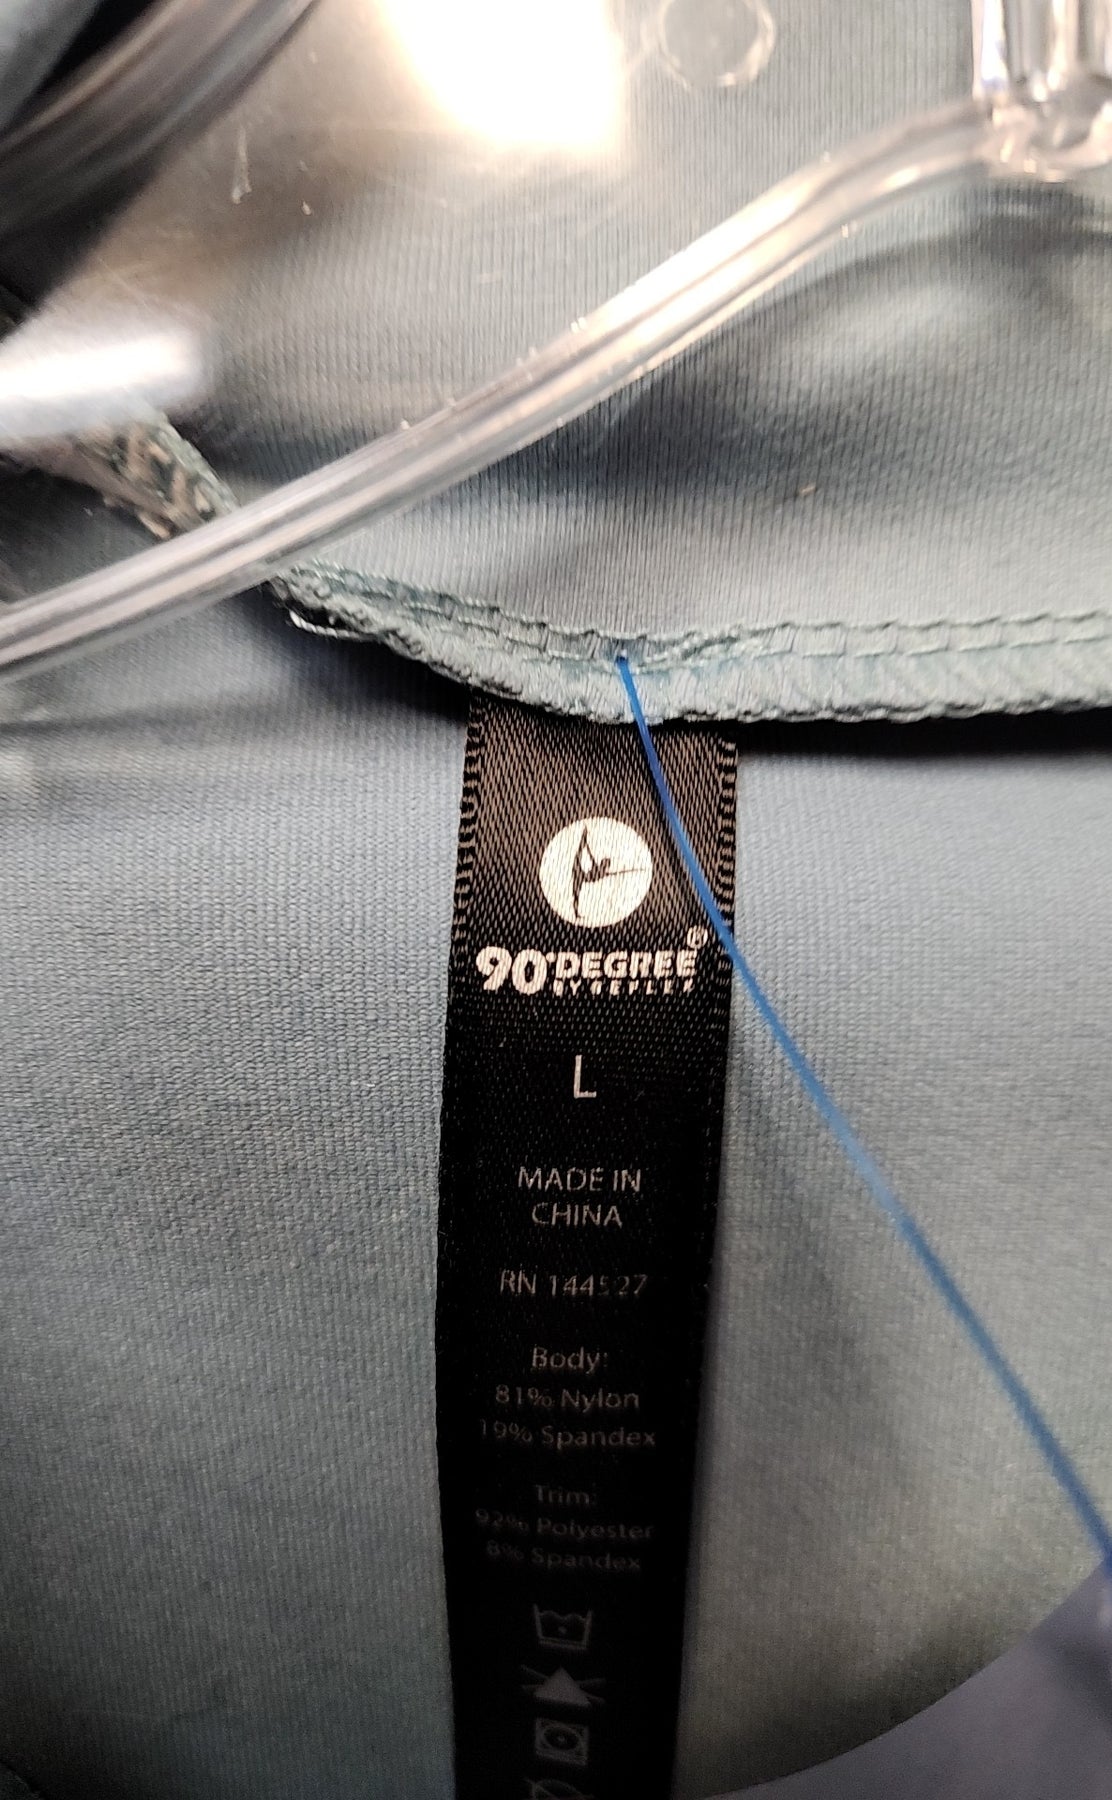 90°DEGREE®
BY REFLEX
L
MADE IN
CHINA
RN 144527
Body:
81% Nylon
19% Spandex
Trim:
92% Polyester
8% Spandex